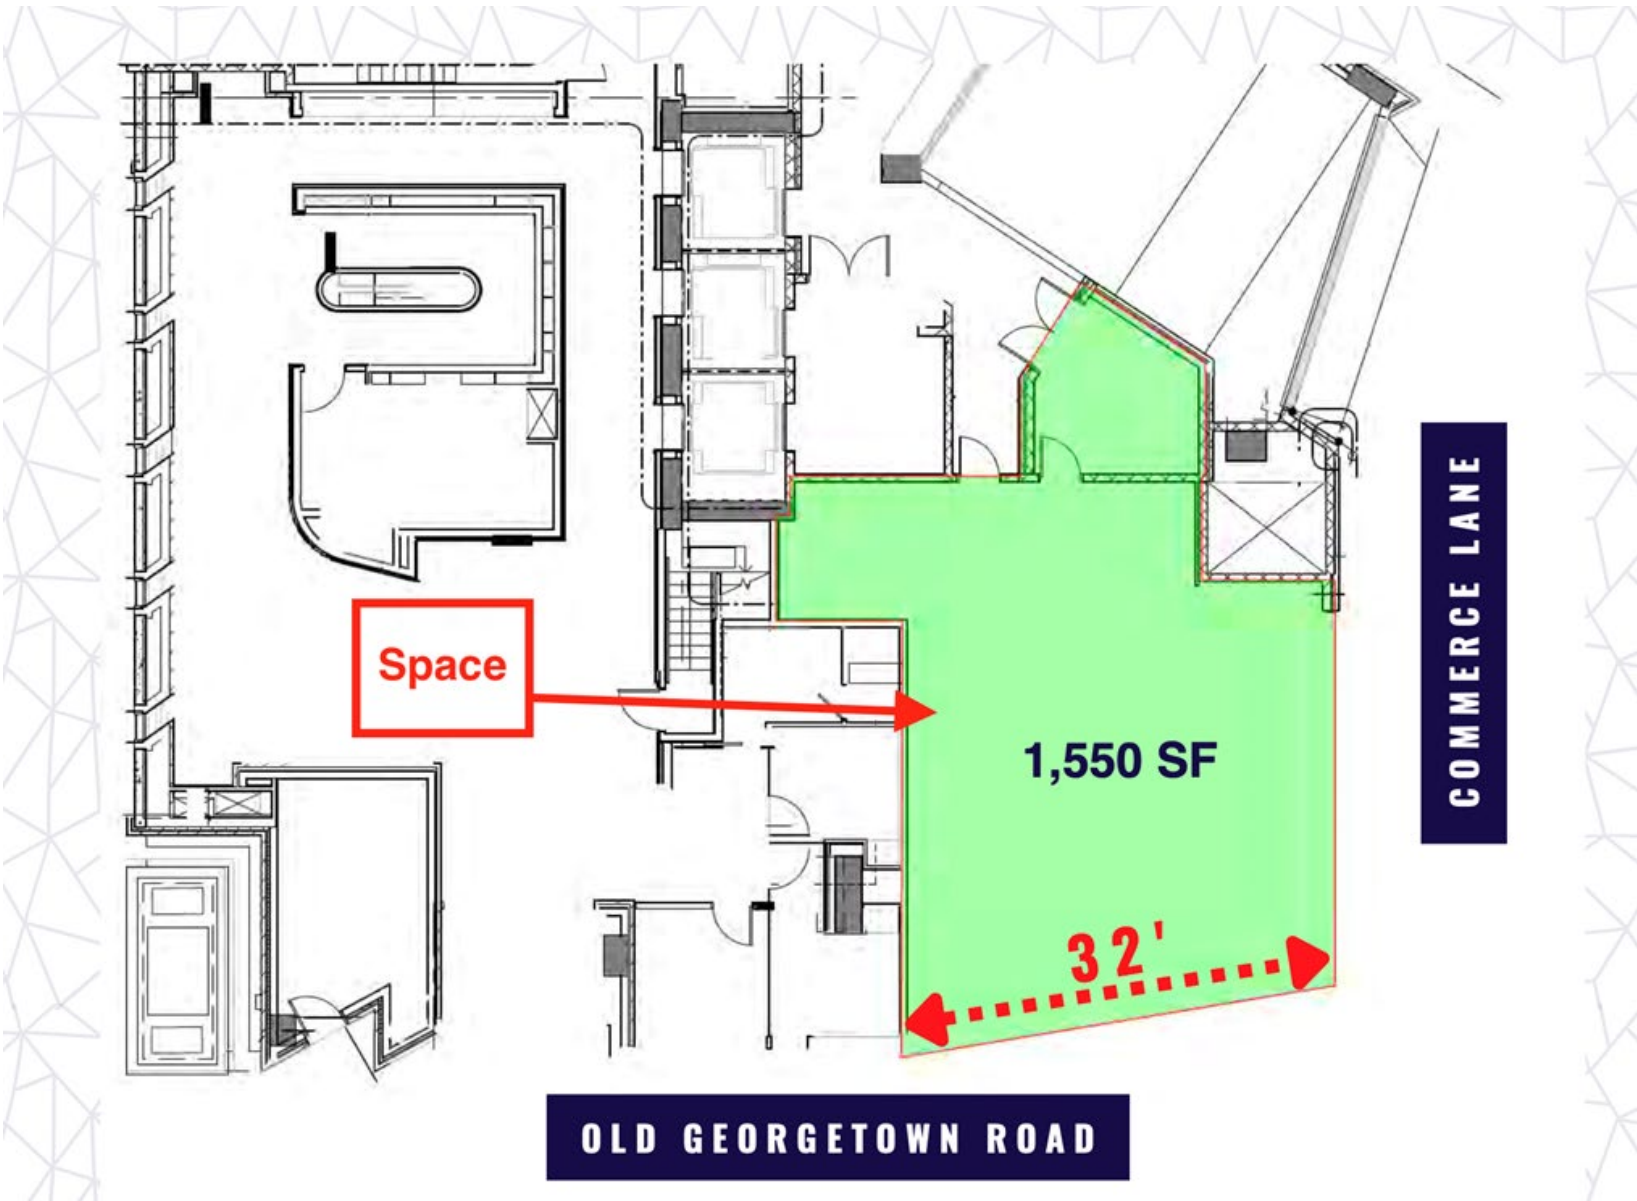 Space
1,550 SF
32'
COMMERCE LANE
OLD GEORGETOWN ROAD